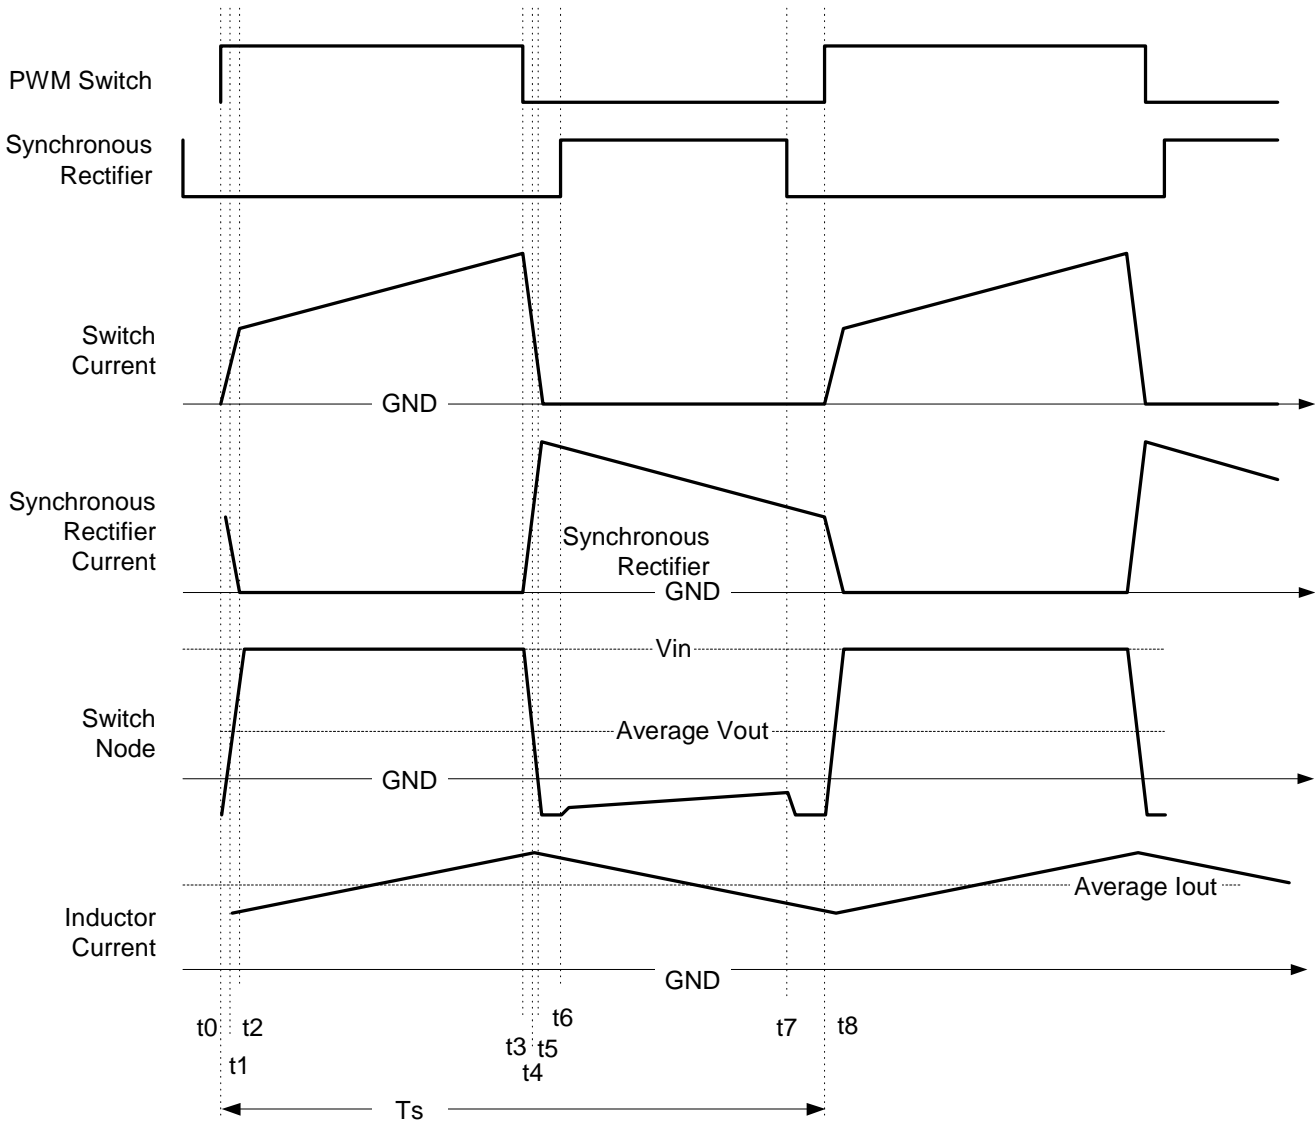 PWM Switch
Synchronous
Rectifier
Switch
Current
GND
Synchronous
Rectifier
Current
Synchronous
Rectifier
GND
Vin
Switch
Node
Average Vout
GND
Average Iout
Inductor
Current
GND
t0
t1
t2
t3
t4
t5
t6
t7
t8
Ts